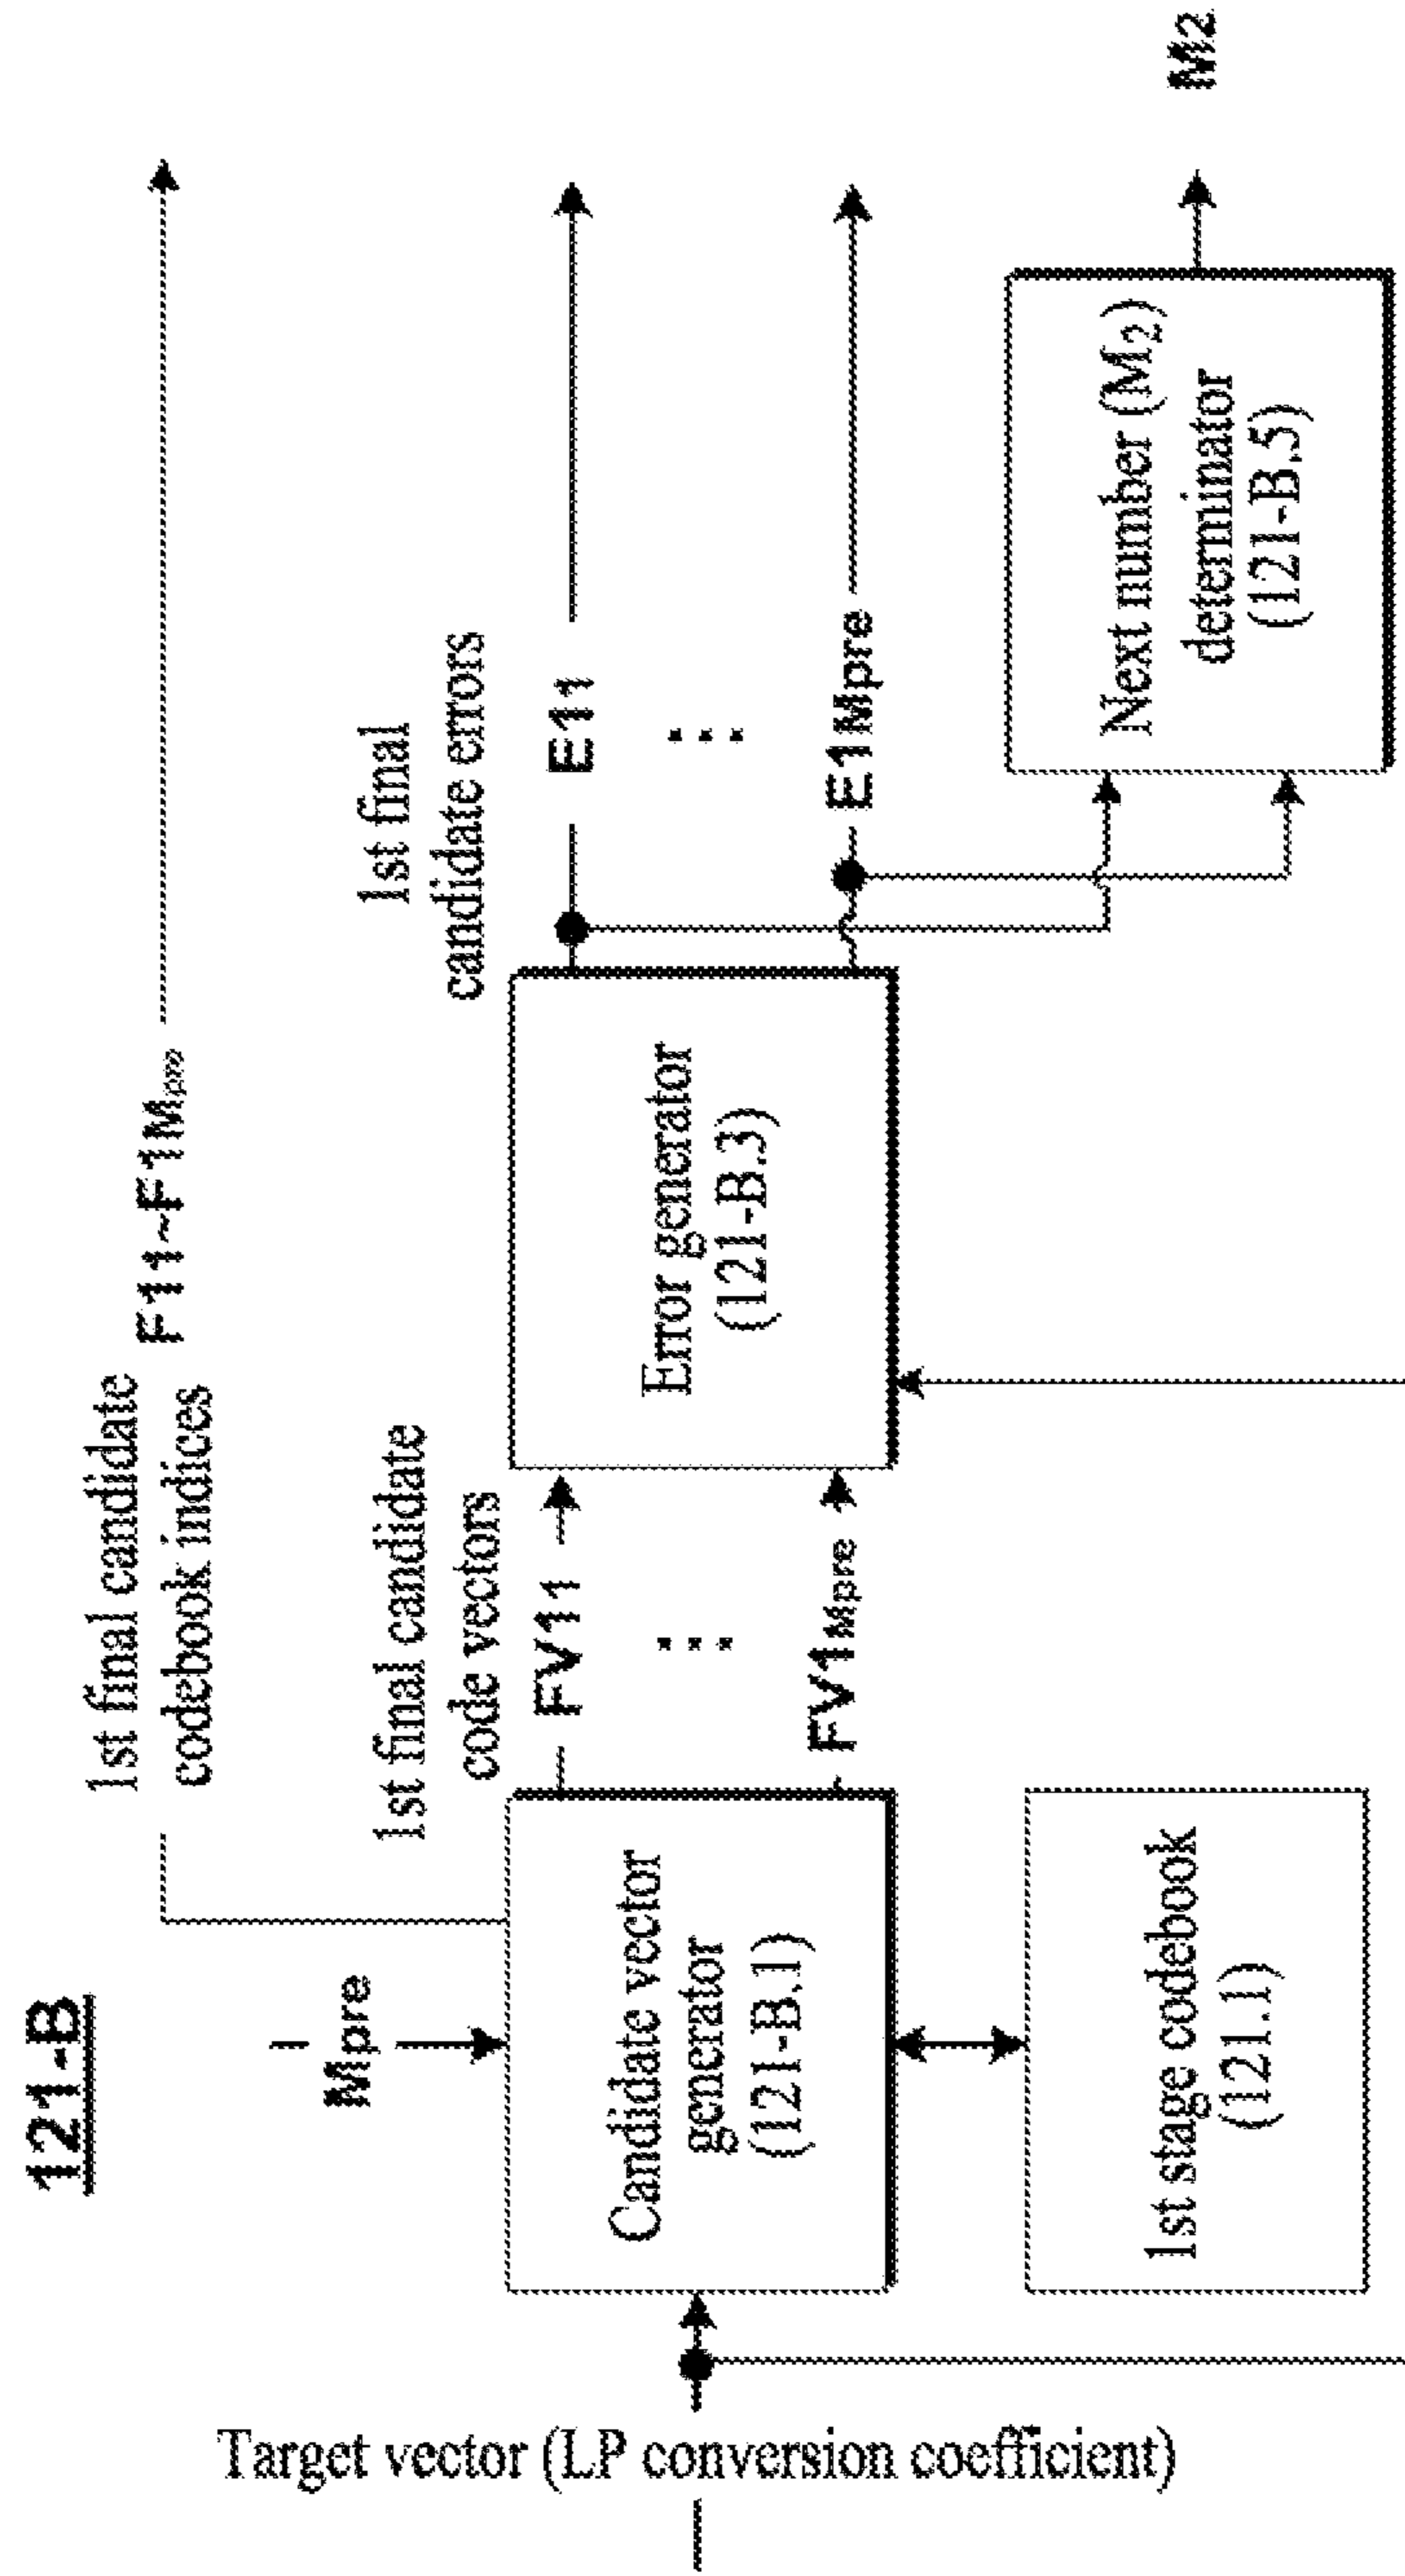 121-B
1st final candidate
codebook indices
F11~F1Mpre
Mpre
1st final candidate
code vectors
1st final
candidate errors
Target vector (LP conversion coefficient)
Candidate vector
generator
(121-B.1)
FV11
⋮
FV1Mpre
Error generator
(121-B.3)
E11
⋮
E1Mpre
1st stage codebook
(121.1)
Next number (M2)
determinator
(121-B.5)
M2